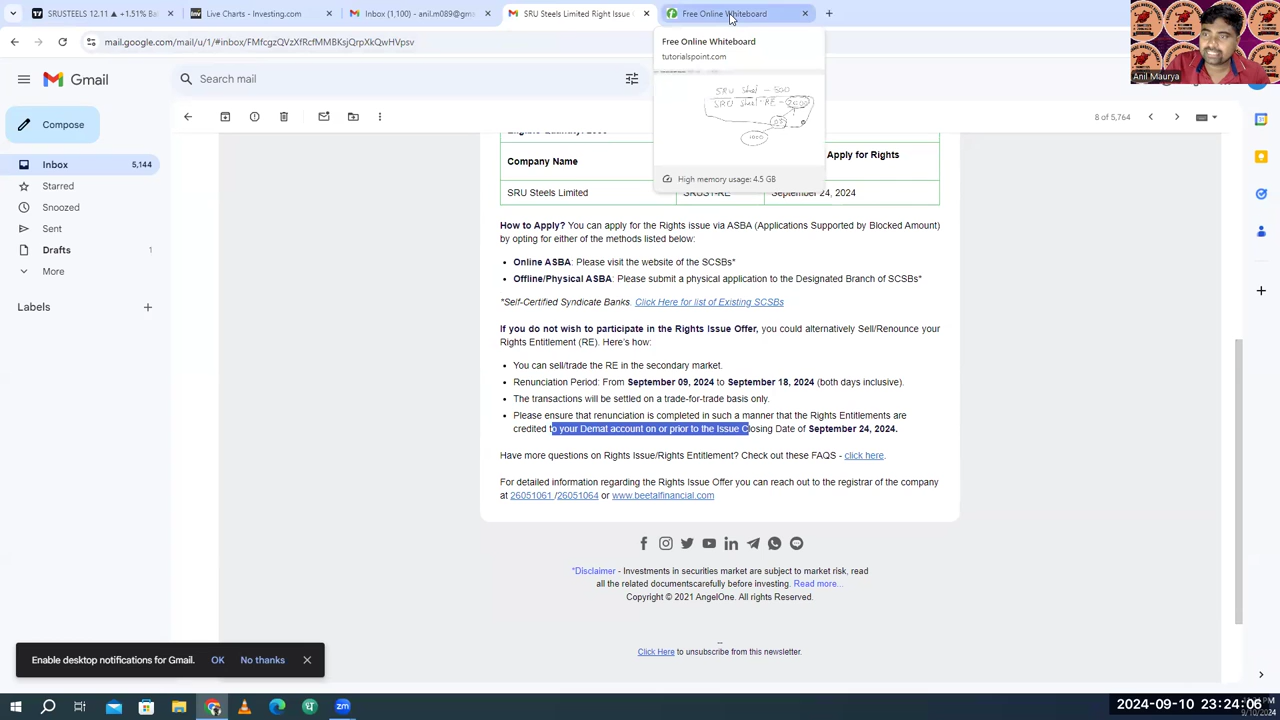 SRUSTEELS 12.11 ▲ +1.51% Ba
Live Charts - Investing.com
Inbox (1,100)
m089@gma
SRU Steels Limited Right Issue
Free Online Whiteboard
mail.google.com/mail/u/1/#inbox/FMfcgzQVzXfRcfMMBKsjQrpXkQwHVpsv
Free Online Whiteboard
tutorialspoint.com
SRU Steel - 500
SRU Steel-RE - 2000
1000
High memory usage: 4.5 GB
Anil Maurya
Gmail
Search mail
8 of 5,764
Compose
Inbox 5,144
Starred
Snoozed
Sent
Drafts 1
More
Labels
Company Name
Apply for Rights
SRU Steels Limited
September 24, 2024
How to Apply? You can apply for the Rights issue via ASBA (Applications Supported by Blocked Amount)
by opting for either of the methods listed below:
• Online ASBA: Please visit the website of the SCSBs*
• Offline/Physical ASBA: Please submit a physical application to the Designated Branch of SCSBs*
*Self-Certified Syndicate Banks. Click Here for list of Existing SCSBs
If you do not wish to participate in the Rights Issue Offer, you could alternatively Sell/Renounce your
Rights Entitlement (RE). Here's how:
• You can sell/trade the RE in the secondary market.
• Renunciation Period: From September 09, 2024 to September 18, 2024 (both days inclusive).
• The transactions will be settled on a trade-for-trade basis only.
• Please ensure that renunciation is completed in such a manner that the Rights Entitlements are
credited to your Demat account on or prior to the Issue Closing Date of September 24, 2024.
Have more questions on Rights Issue/Rights Entitlement? Check out these FAQS - click here.
For detailed information regarding the Rights Issue Offer you can reach out to the registrar of the company
at 26051061 /26051064 or www.beetalfinancial.com
*Disclaimer - Investments in securities market are subject to market risk, read
all the related documentscarefully before investing. Read more...
Copyright © 2021 AngelOne. All rights Reserved.
Click Here to unsubscribe from this newsletter.
Enable desktop notifications for Gmail. OK No thanks
2024-09-10 23:24:06